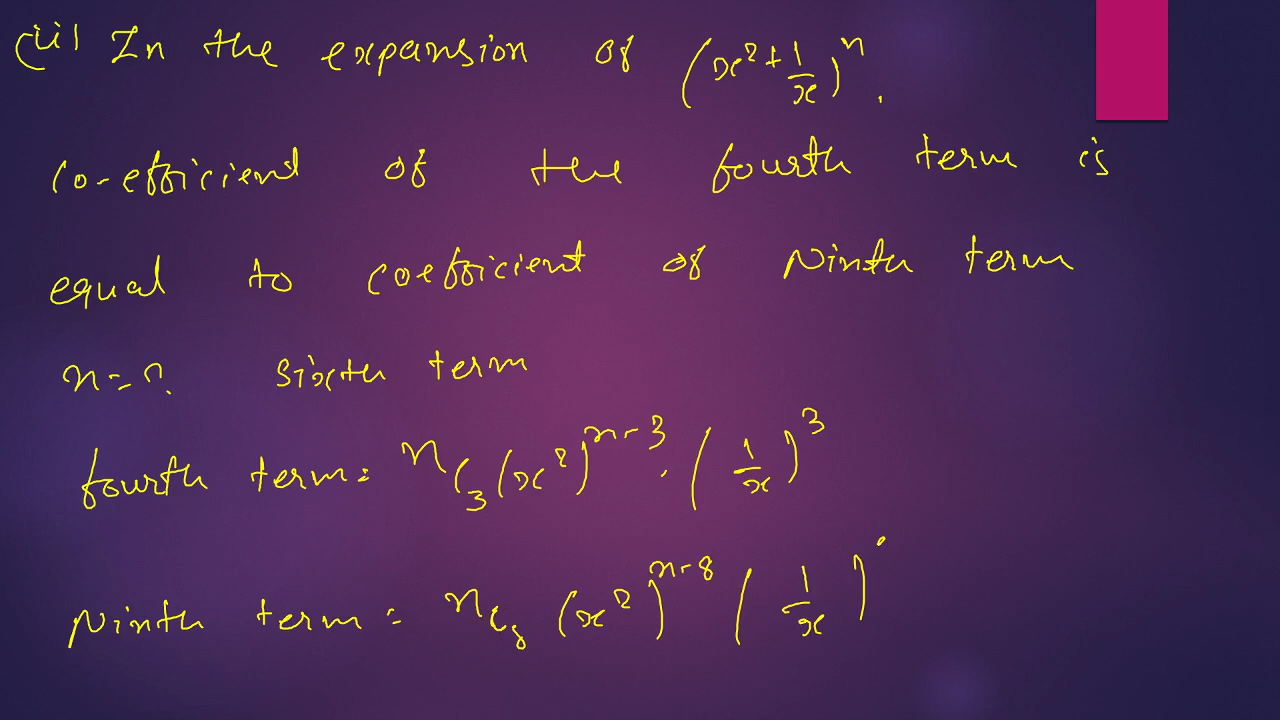 (ii) In the expansion of (x² + 1/x)ⁿ.
co-efficient of the fourth term is
equal to coefficient of Ninth term
n = ? sixth term
fourth term = ⁿC₃ (x²)ⁿ⁻³ . (1/x)³
Ninth term = ⁿC₈ (x²)ⁿ⁻⁸ (1/x)